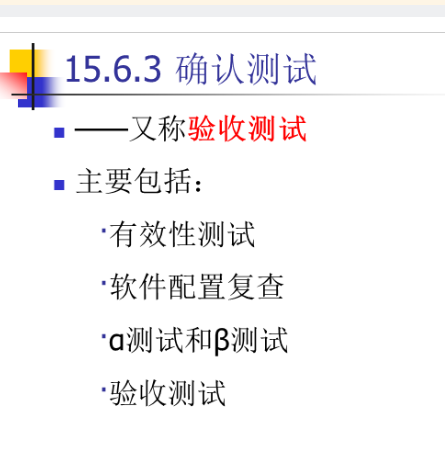 15.6.3 确认测试
——又称验收测试
主要包括：
·有效性测试
·软件配置复查
·α测试和β测试
·验收测试